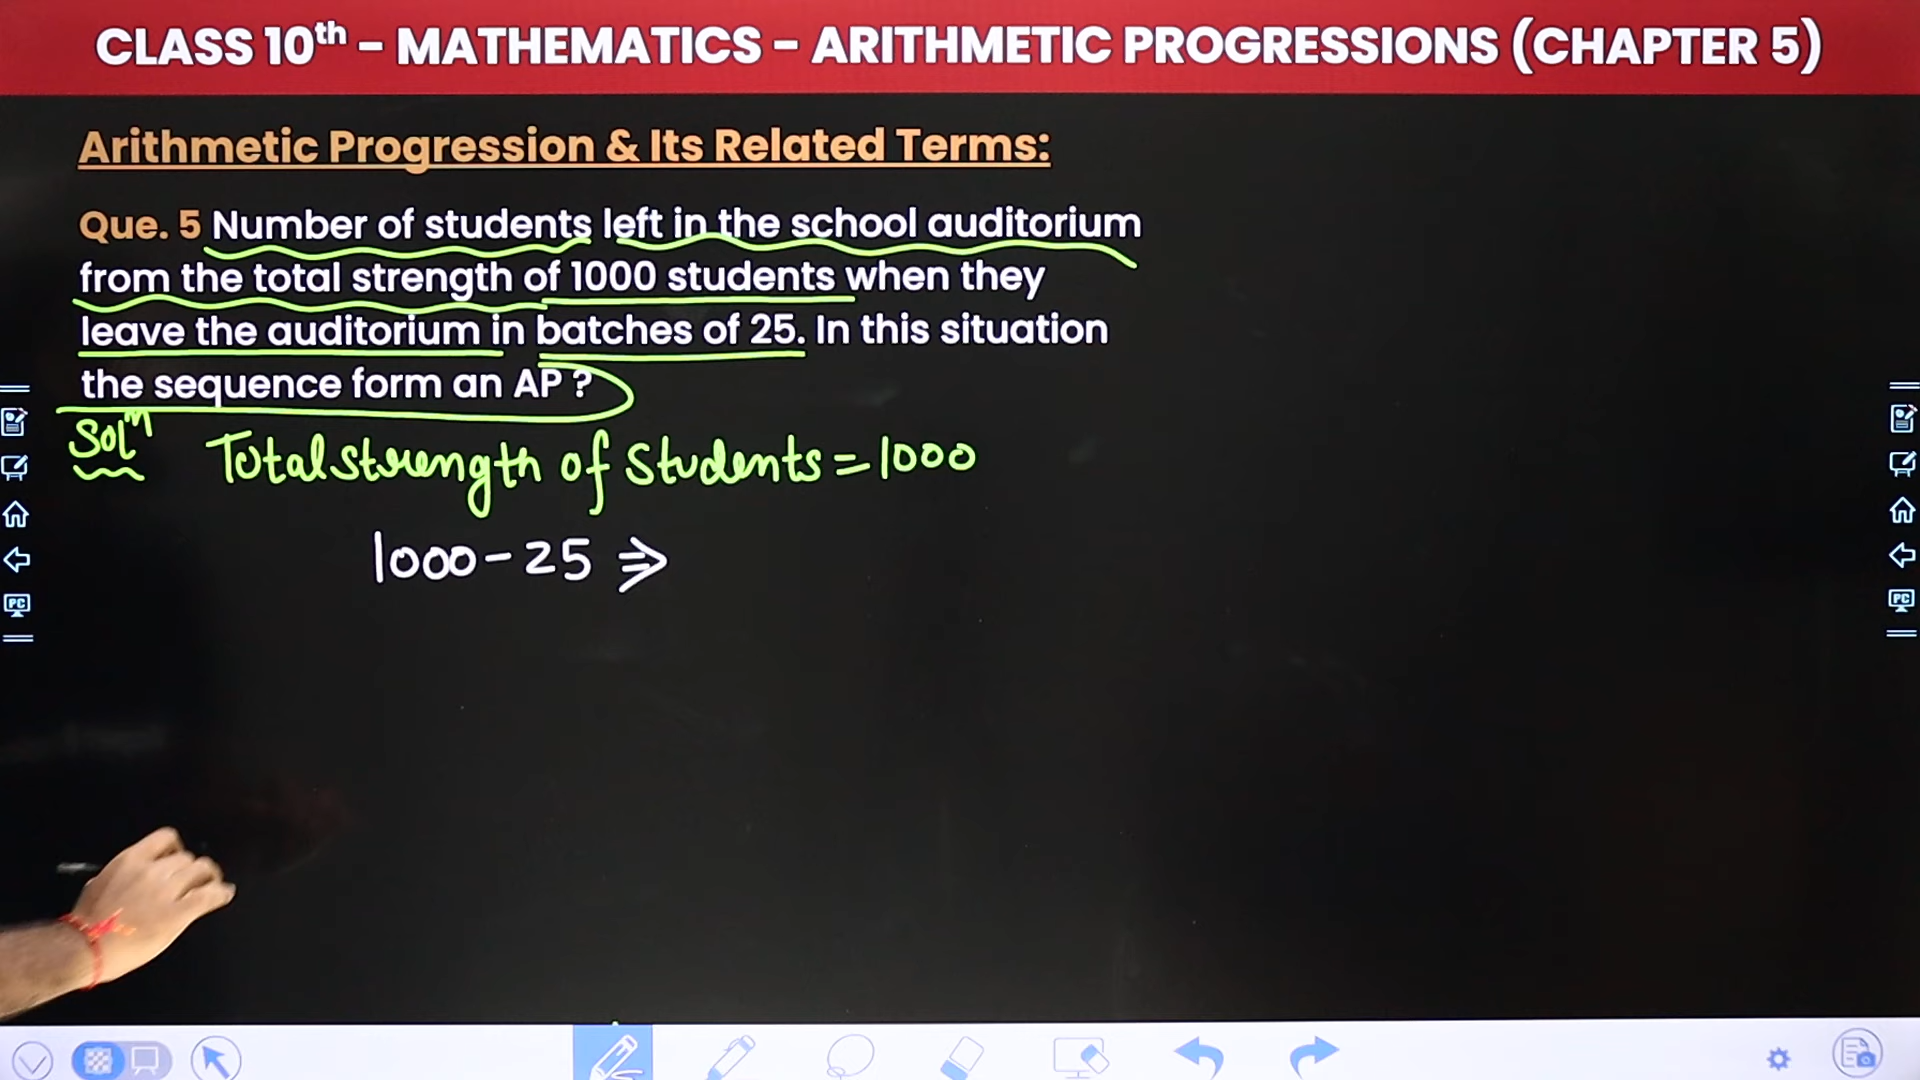 CLASS 10th - MATHEMATICS - ARITHMETIC PROGRESSIONS (CHAPTER 5)
Arithmetic Progression & Its Related Terms:
Que. 5 Number of students left in the school auditorium
from the total strength of 1000 students when they
leave the auditorium in batches of 25. In this situation
the sequence form an AP ?
Solⁿ Total strength of Students = 1000
1000 - 25 ⇒
PC
PC